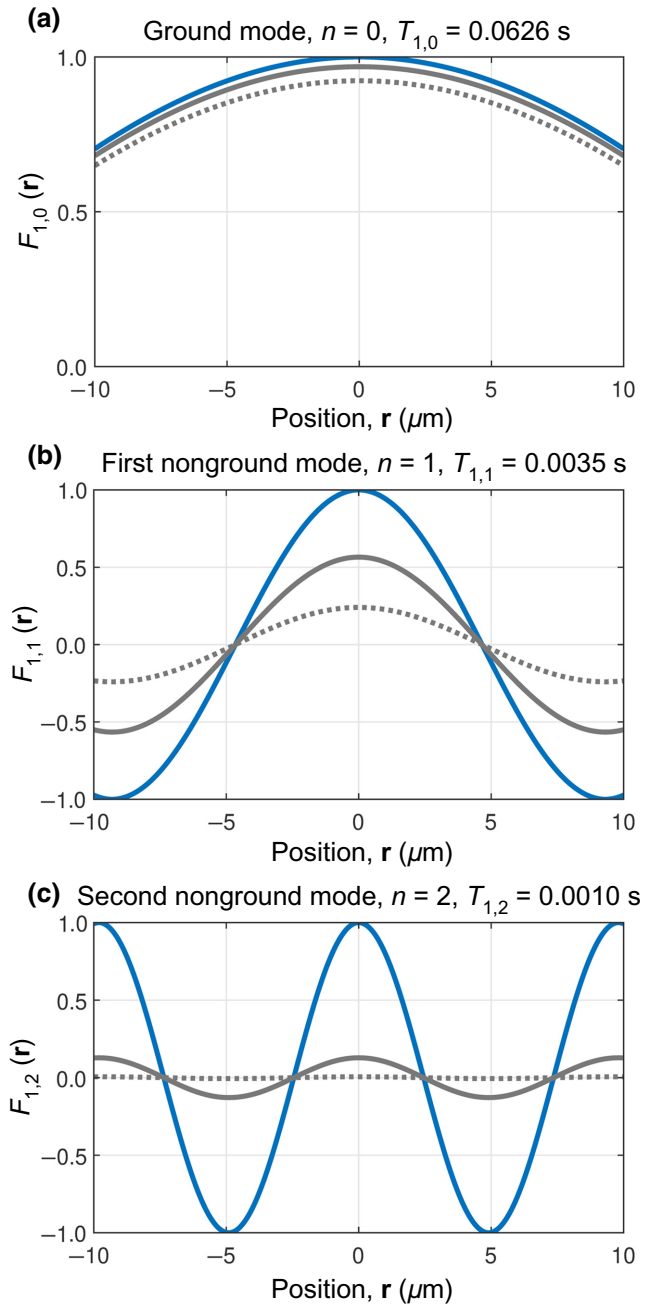 (a) Ground mode, n = 0, T1,0 = 0.0626 s
1.0
0.5
0.0
F1,0 (r)
−10 −5 0 5 10
Position, r (µm)
(b) First nonground mode, n = 1, T1,1 = 0.0035 s
1.0
0.5
0.0
−0.5
−1.0
F1,1 (r)
−10 −5 0 5 10
Position, r (µm)
(c) Second nonground mode, n = 2, T1,2 = 0.0010 s
1.0
0.5
0.0
−0.5
−1.0
F1,2 (r)
−10 −5 0 5 10
Position, r (µm)